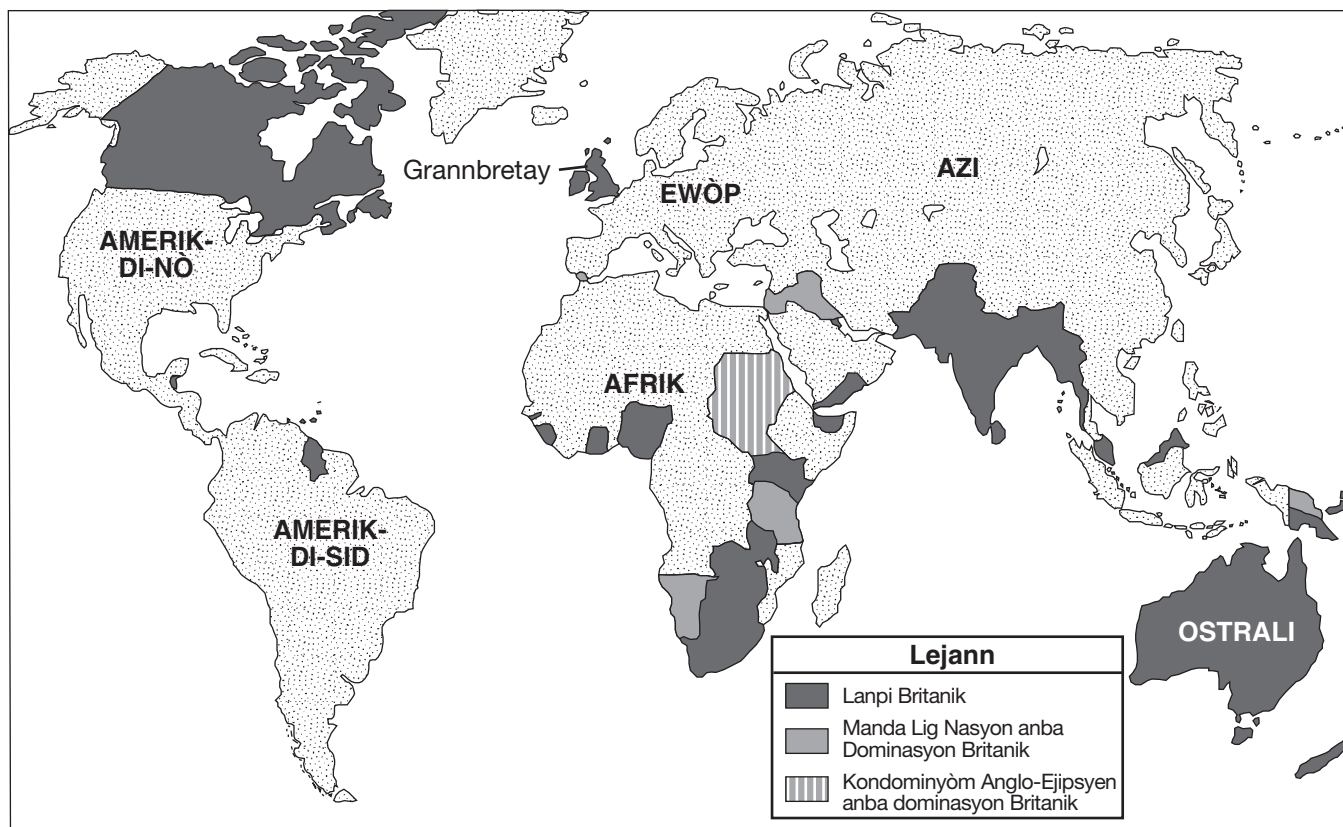 Grannbretay
EWÒP
AZI
AMERIK-
DI-NÒ
AFRIK
AMERIK-
DI-SID
OSTRALI
Lejann
Lanpi Britanik
Manda Lig Nasyon anba
Dominasyon Britanik
Kondominyòm Anglo-Ejipsyen
anba dominasyon Britanik